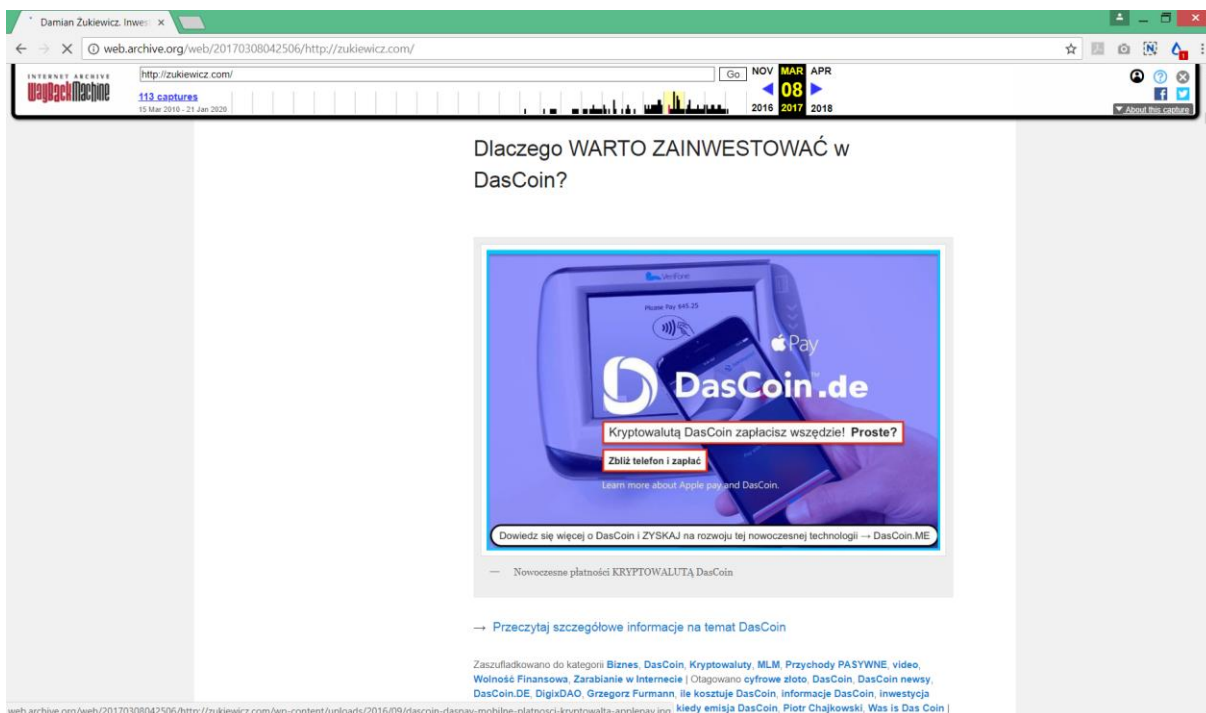 Damian Żukiewicz. Inwes
web.archive.org/web/20170308042506/http://zukiewicz.com/
INTERNET ARCHIVE
WayBackMachine
http://zukiewicz.com/
Go
NOV MAR APR
113 captures
08
15 Mar 2010 - 21 Jan 2020
2016 2017 2018
About this capture
Dlaczego WARTO ZAINWESTOWAĆ w
DasCoin?
VeriFone
Please Pay $45.25
Pay
DasCoin.de
Kryptowalutą DasCoin zapłacisz wszędzie! Proste?
Zbliż telefon i zapłać
Learn more about Apple pay and DasCoin.
Dowiedz się więcej o DasCoin i ZYSKAJ na rozwoju tej nowoczesnej technologii → DasCoin.ME
— Nowoczesne płatności KRYPTOWALUTĄ DasCoin
→ Przeczytaj szczegółowe informacje na temat DasCoin
Zaszufladkowano do kategorii Biznes, DasCoin, Kryptowaluty, MLM, Przychody PASYWNE, video,
Wolność Finansowa, Zarabianie w Internecie | Otagowano cyfrowe złoto, DasCoin, DasCoin newsy,
DasCoin.DE, DigixDAO, Grzegorz Furmann, ile kosztuje DasCoin, informacje DasCoin, inwestycja
kiedy emisja DasCoin, Piotr Chajkowski, Was is Das Coin |
web.archive.org/web/20170308042506/http://zukiewicz.com/wp-content/uploads/2016/09/dascoin-daspay-mobilne-platnosci-kryptowalta-applepay.jpg